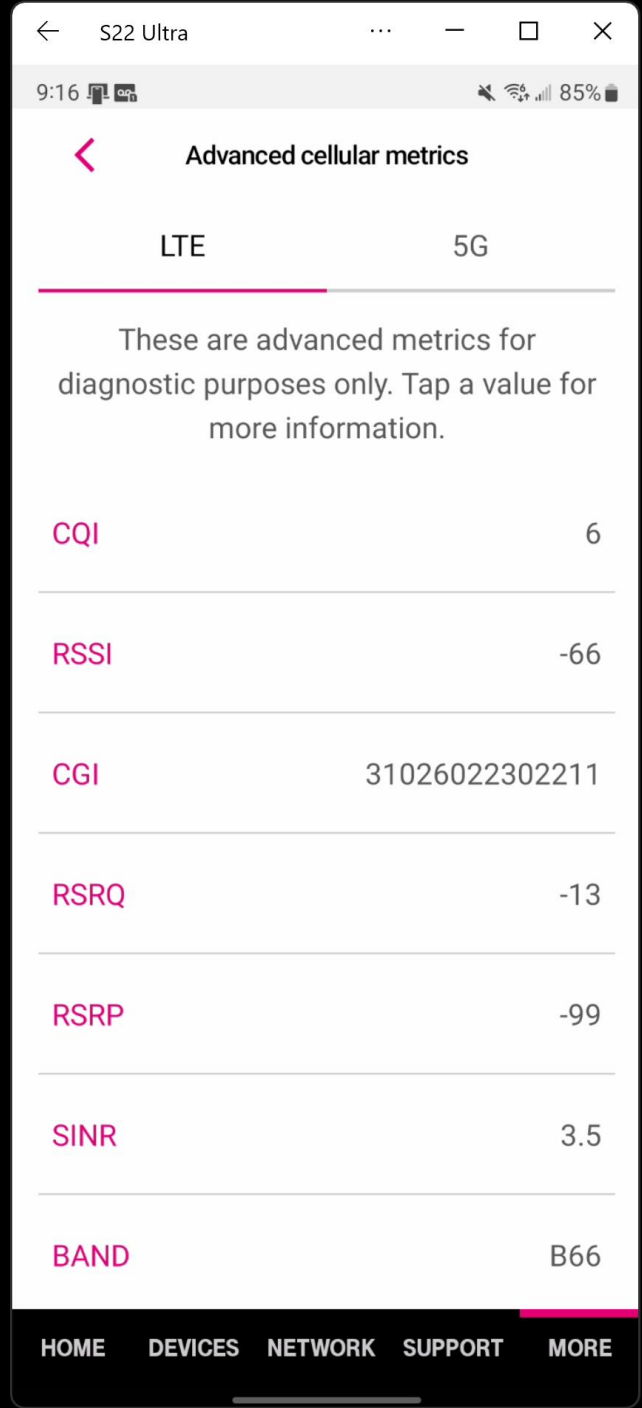 S22 Ultra
9:16 85%
Advanced cellular metrics
LTE 5G
These are advanced metrics for
diagnostic purposes only. Tap a value for
more information.
CQI 6
RSSI -66
CGI 31026022302211
RSRQ -13
RSRP -99
SINR 3.5
BAND B66
HOME DEVICES NETWORK SUPPORT MORE